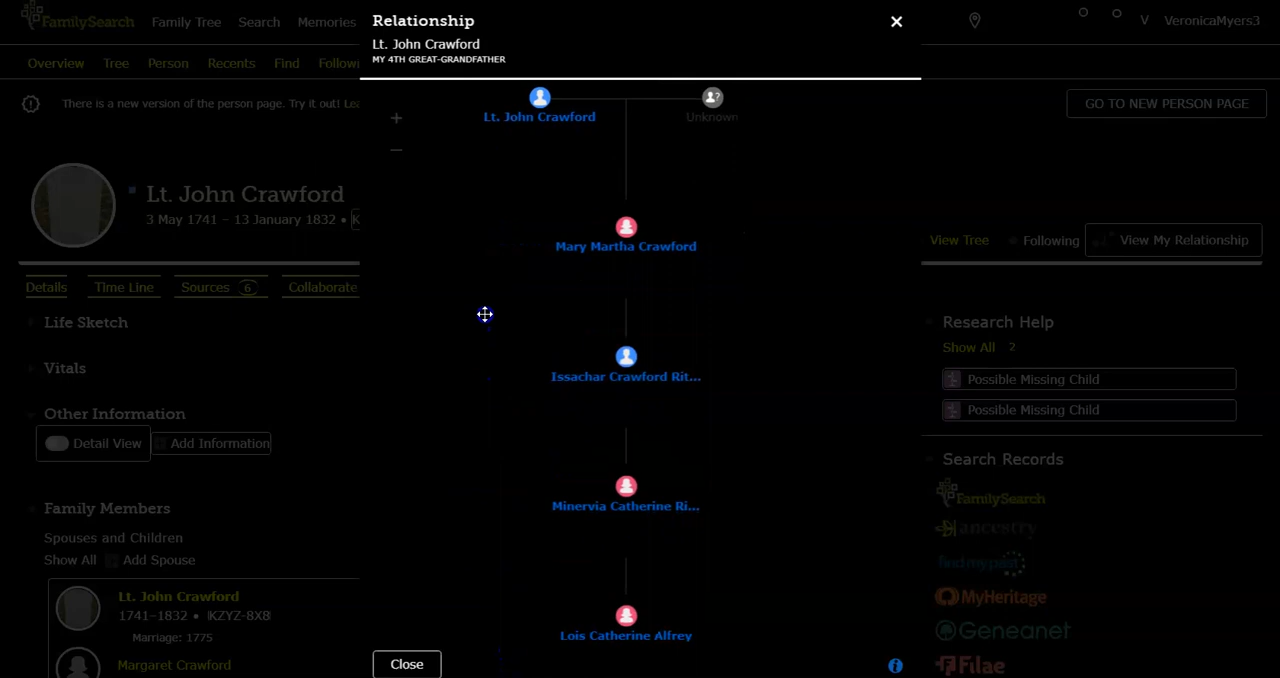 FamilySearch Family Tree Search Memories
V VeronicaMyers3
Relationship
Lt. John Crawford
MY 4TH GREAT-GRANDFATHER
Overview Tree Person Recents Find
There is a new version of the person page. Try it out!
GO TO NEW PERSON PAGE
+
−
Lt. John Crawford
Unknown
Lt. John Crawford
3 May 1741 – 13 January 1832 • K
Mary Martha Crawford
View Tree Following View My Relationship
Details Time Line Sources 6 Collaborate
Life Sketch
Vitals
Other Information
Detail View Add Information
Issachar Crawford Rit...
Research Help
Show All 2
Possible Missing Child
Possible Missing Child
Search Records
FamilySearch
ancestry
findmypast
MyHeritage
Geneanet
Filae
Minervia Catherine Ri...
Family Members
Spouses and Children
Show All Add Spouse
Lt. John Crawford
1741–1832 • KZYZ-8X8
Marriage: 1775
Margaret Crawford
Lois Catherine Alfrey
Close